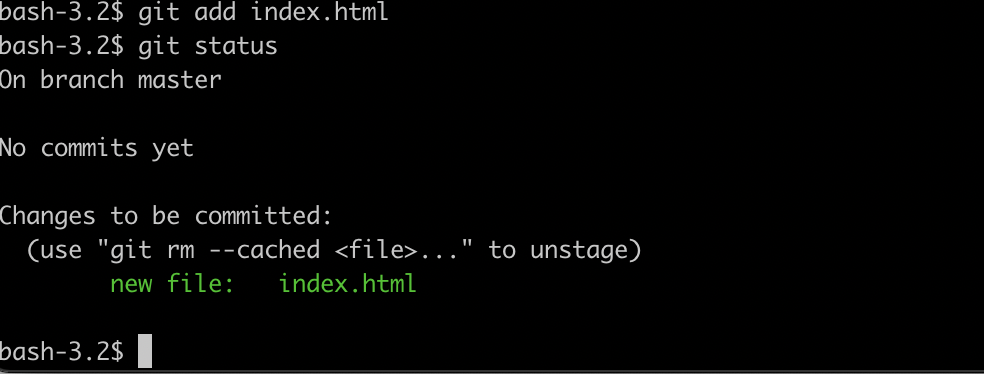 bash-3.2$ git add index.html
bash-3.2$ git status
On branch master
No commits yet
Changes to be committed:
  (use "git rm --cached <file>..." to unstage)
        new file:   index.html
bash-3.2$